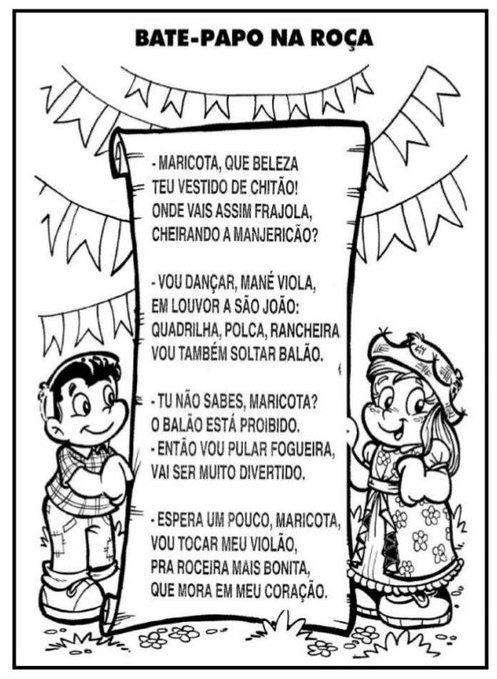 BATE-PAPO NA ROÇA
- MARICOTA, QUE BELEZA
TEU VESTIDO DE CHITÃO!
ONDE VAIS ASSIM FRAJOLA,
CHEIRANDO A MANJERICÃO?
- VOU DANÇAR, MANÉ VIOLA,
EM LOUVOR A SÃO JOÃO:
QUADRILHA, POLCA, RANCHEIRA
VOU TAMBÉM SOLTAR BALÃO.
- TU NÃO SABES, MARICOTA?
O BALÃO ESTÁ PROIBIDO.
- ENTÃO VOU PULAR FOGUEIRA,
VAI SER MUITO DIVERTIDO.
- ESPERA UM POUCO, MARICOTA,
VOU TOCAR MEU VIOLÃO,
PRA ROCEIRA MAIS BONITA,
QUE MORA EM MEU CORAÇÃO.